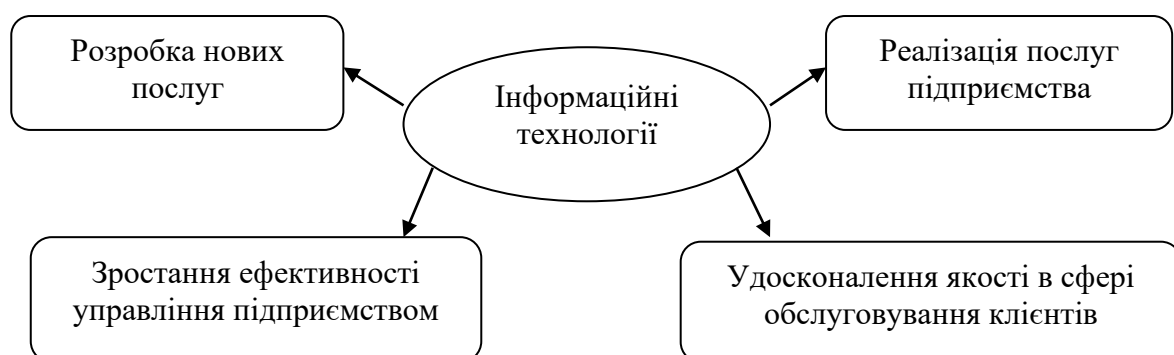 Розробка нових
послуг
Інформаційні
технології
Реалізація послуг
підприємства
Зростання ефективності
управління підприємством
Удосконалення якості в сфері
обслуговування клієнтів